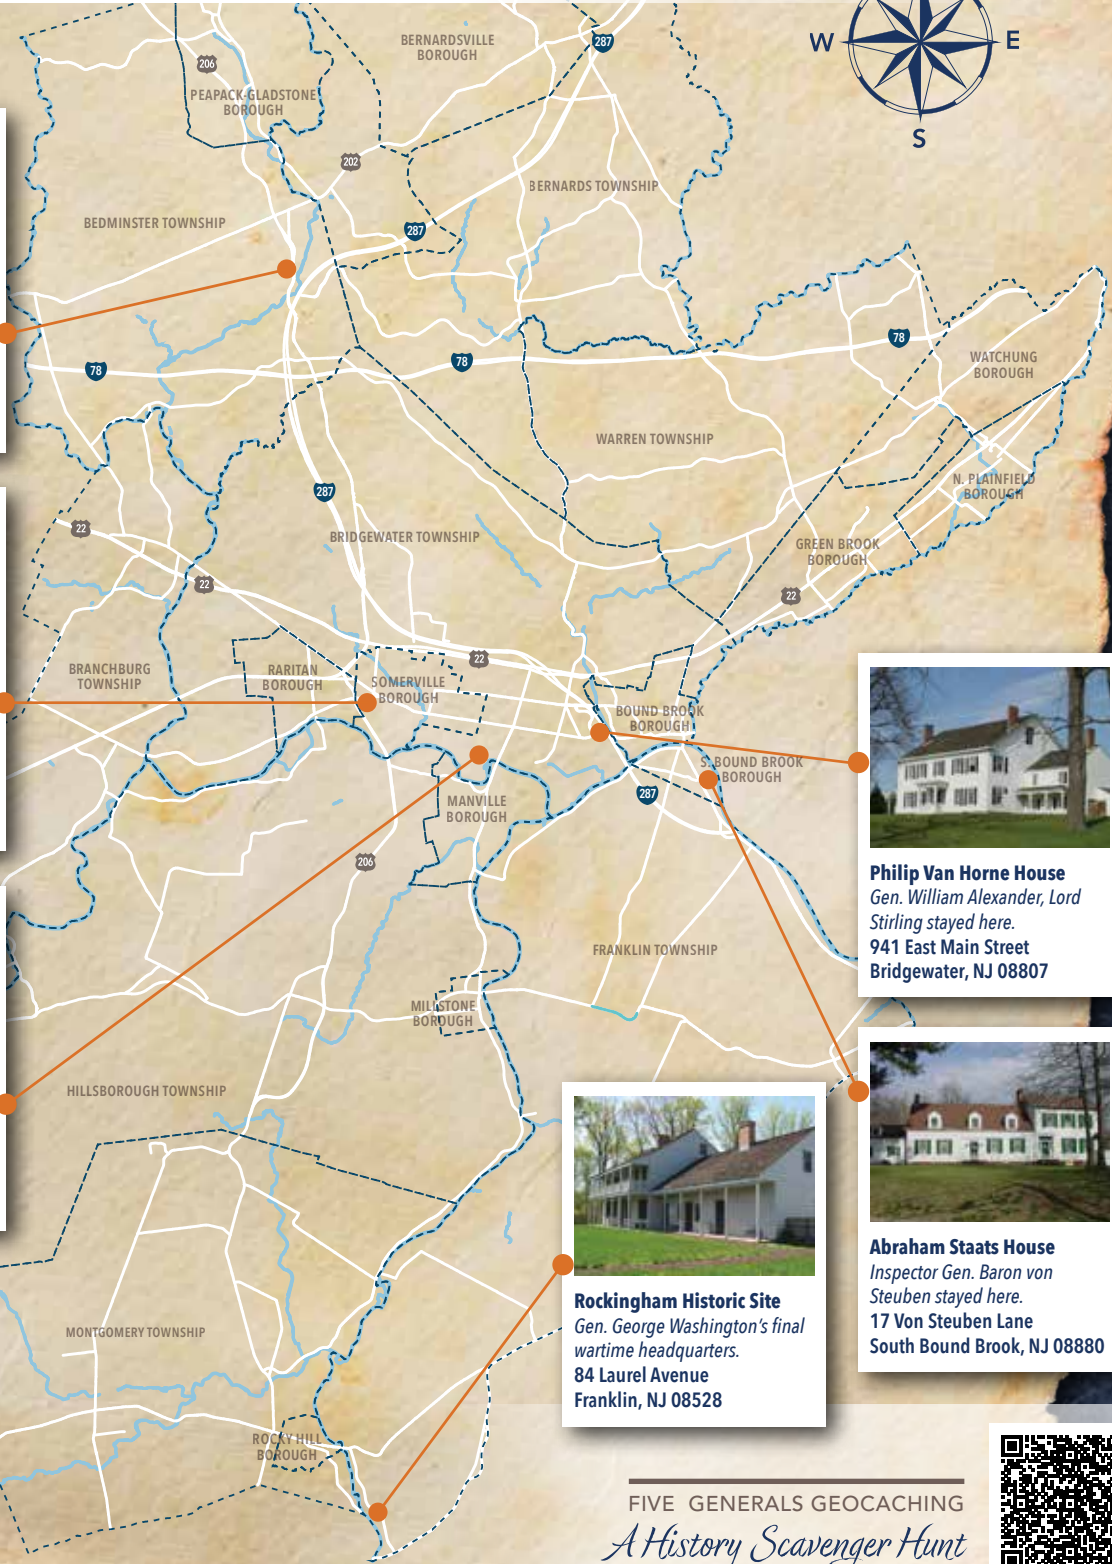 W
E
S
BERNARDSVILLE
BOROUGH
287
206
PEAPACK-GLADSTONE
BOROUGH
202
BERNARDS TOWNSHIP
BEDMINSTER TOWNSHIP
287
78
78
78
WATCHUNG
BOROUGH
WARREN TOWNSHIP
N. PLAINFIELD
BOROUGH
287
22
BRIDGEWATER TOWNSHIP
GREEN BROOK
BOROUGH
22
22
22
BRANCHBURG
TOWNSHIP
RARITAN
BOROUGH
SOMERVILLE
BOROUGH
BOUND BROOK
BOROUGH
S. BOUND BROOK
BOROUGH
287
MANVILLE
BOROUGH
206
FRANKLIN TOWNSHIP
MILLSTONE
BOROUGH
HILLSBOROUGH TOWNSHIP
MONTGOMERY TOWNSHIP
ROCKY HILL
BOROUGH
Philip Van Horne House
Gen. William Alexander, Lord
Stirling stayed here.
941 East Main Street
Bridgewater, NJ 08807
Abraham Staats House
Inspector Gen. Baron von
Steuben stayed here.
17 Von Steuben Lane
South Bound Brook, NJ 08880
Rockingham Historic Site
Gen. George Washington's final
wartime headquarters.
84 Laurel Avenue
Franklin, NJ 08528
FIVE GENERALS GEOCACHING
A History Scavenger Hunt